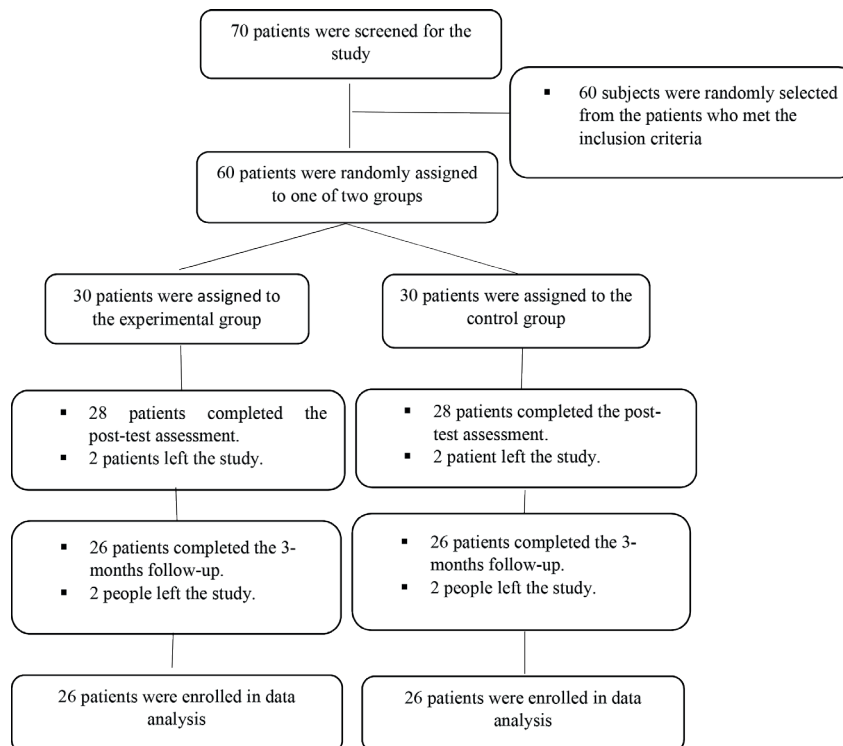 70 patients were screened for the
study
▪ 60 subjects were randomly selected
from the patients who met the
inclusion criteria
60 patients were randomly assigned
to one of two groups
30 patients were assigned to
the experimental group
30 patients were assigned to the
control group
▪ 28 patients completed the
post-test assessment.
▪ 2 patients left the study.
▪ 28 patients completed the post-
test assessment.
▪ 2 patient left the study.
▪ 26 patients completed the 3-
months follow-up.
▪ 2 people left the study.
▪ 26 patients completed the 3-
months follow-up.
▪ 2 people left the study.
26 patients were enrolled in data
analysis
26 patients were enrolled in data
analysis